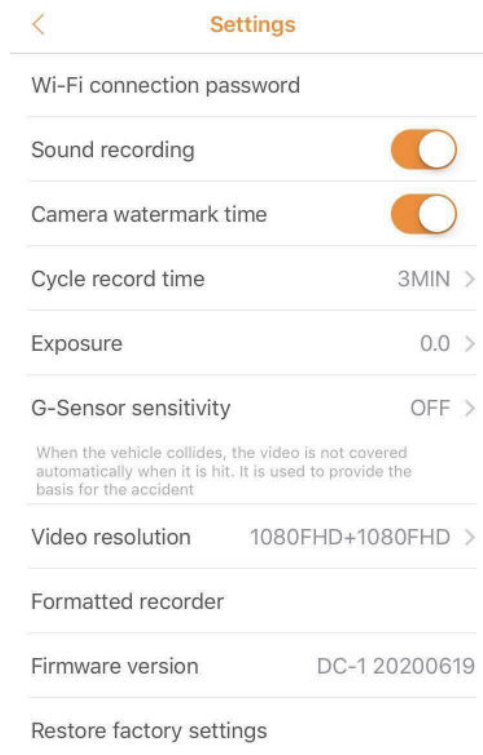 Settings
Wi-Fi connection password
Sound recording
Camera watermark time
Cycle record time 3MIN
Exposure 0.0
G-Sensor sensitivity OFF
When the vehicle collides, the video is not covered
automatically when it is hit. It is used to provide the
basis for the accident
Video resolution 1080FHD+1080FHD
Formatted recorder
Firmware version DC-1 20200619
Restore factory settings